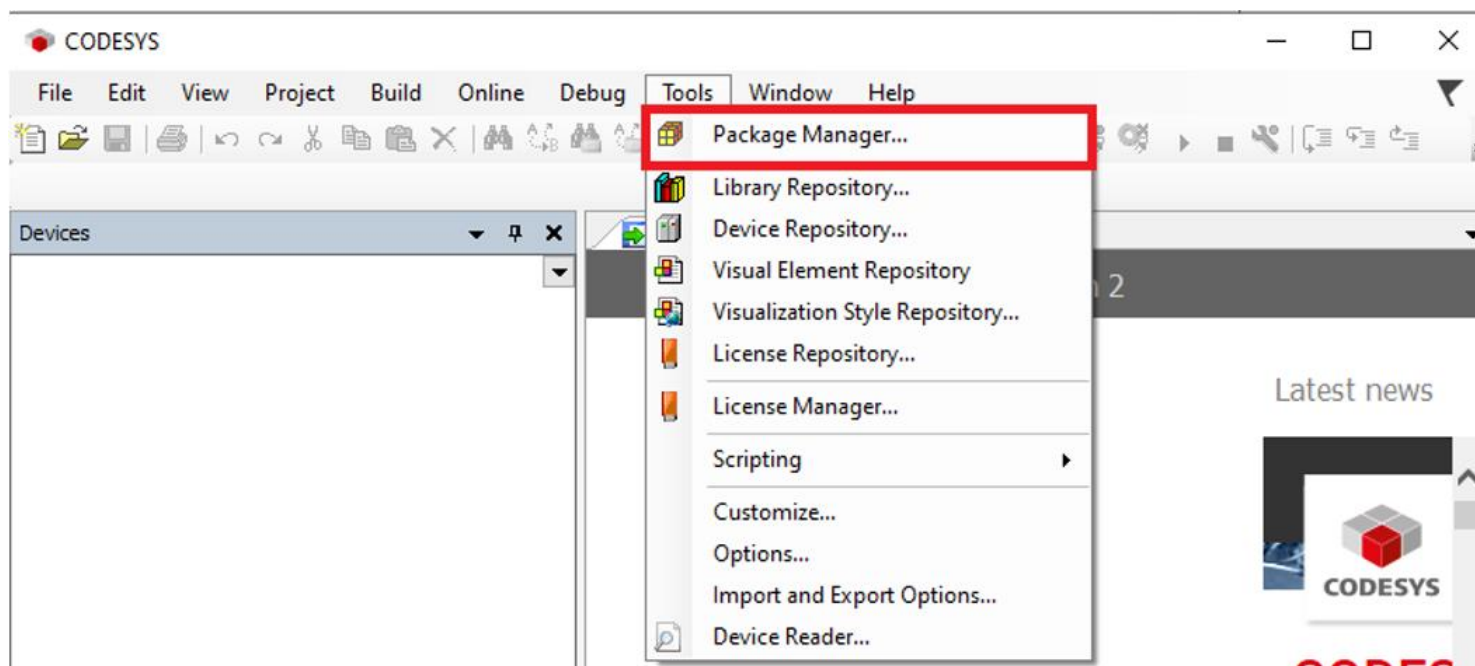 CODESYS
File Edit View Project Build Online Debug Tools Window Help
Package Manager...
Library Repository...
Devices
Device Repository...
Visual Element Repository
2
Visualization Style Repository...
License Repository...
Latest news
License Manager...
Scripting
Customize...
Options...
CODESYS
Import and Export Options...
Device Reader...